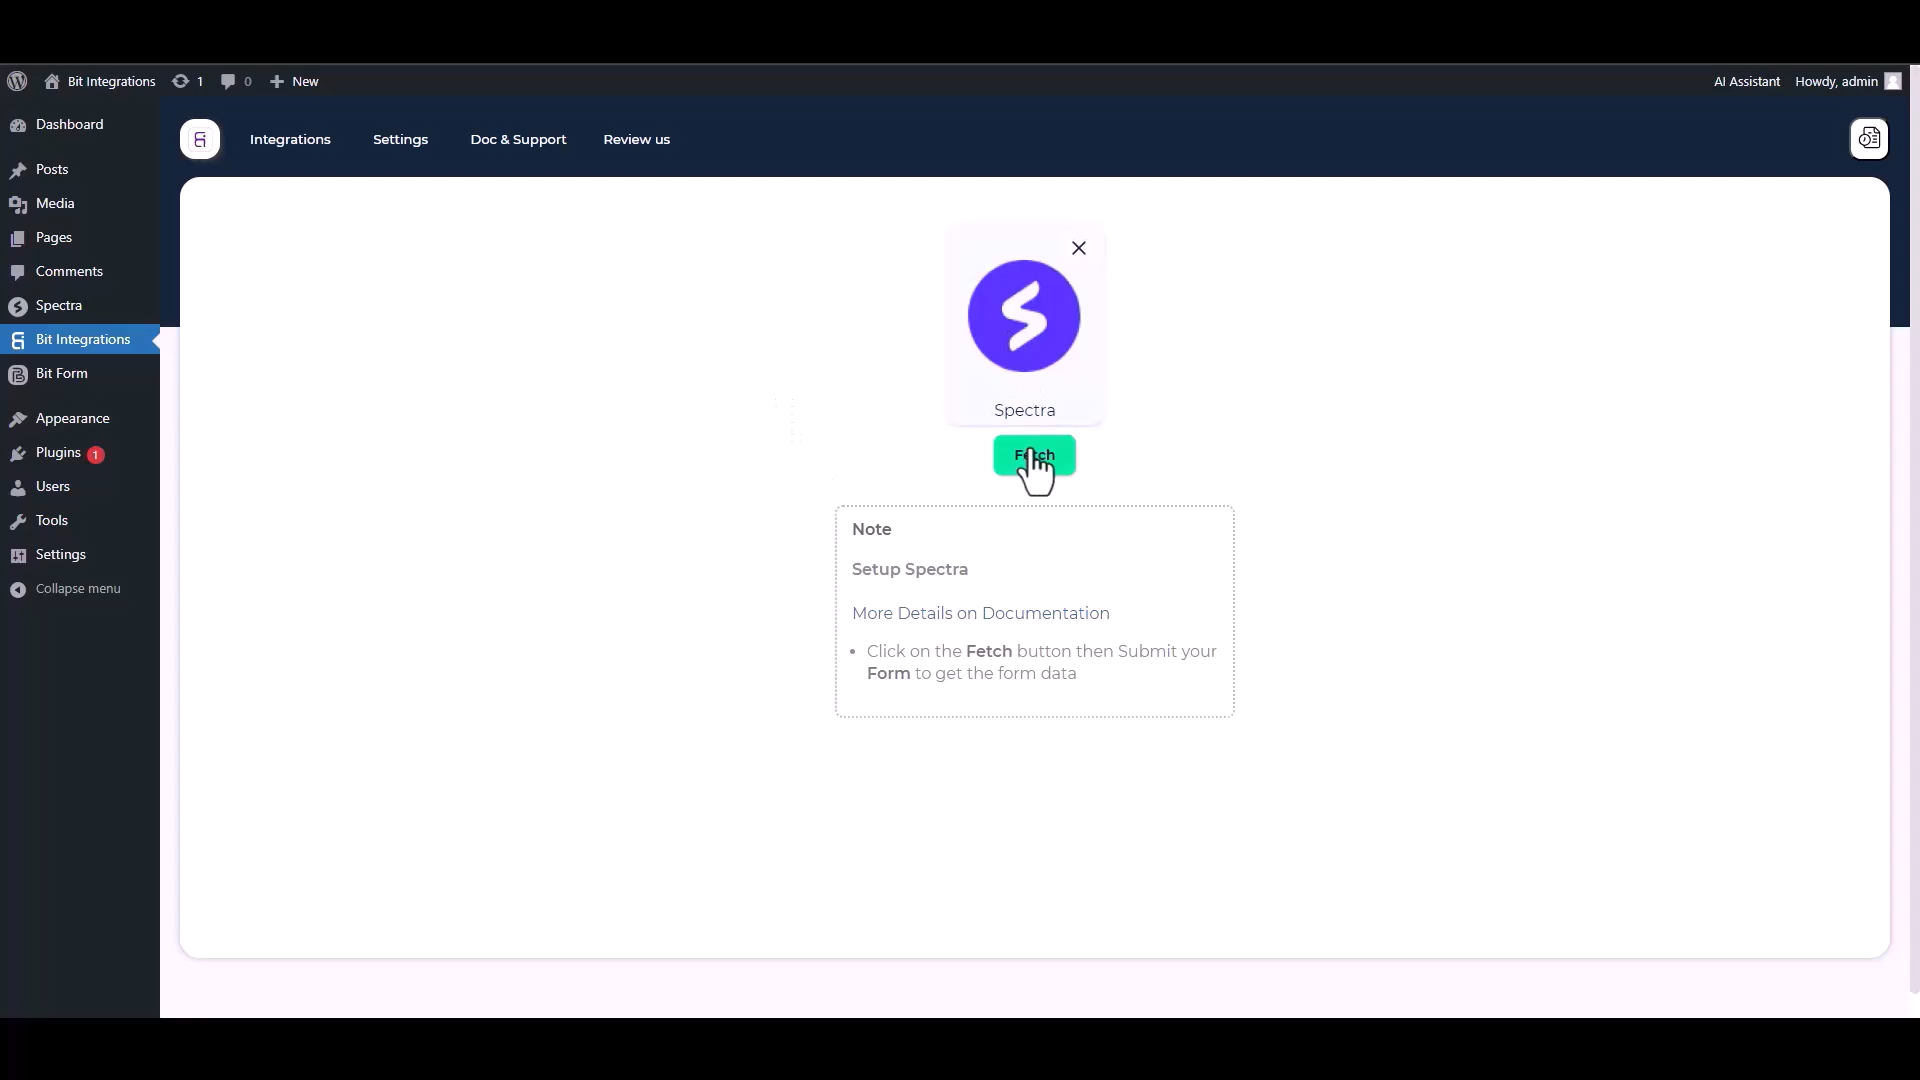 Bit Integrations 1 0 New AI Assistant Howdy, admin
Dashboard
Posts
Media
Pages
Comments
Spectra
Bit Integrations
Bit Form
Appearance
Plugins 1
Users
Tools
Settings
Collapse menu
Integrations Settings Doc & Support Review us
Spectra
Fetch
Note
Setup Spectra
More Details on Documentation
• Click on the Fetch button then Submit your
Form to get the form data